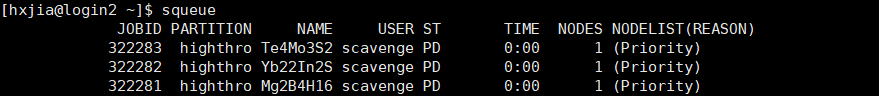 [hxjia@login2 ~]$ squeue
JOBID PARTITION NAME USER ST TIME NODES NODELIST(REASON)
322283 highthro Te4Mo3S2 scavenge PD 0:00 1 (Priority)
322282 highthro Yb22In2S scavenge PD 0:00 1 (Priority)
322281 highthro Mg2B4H16 scavenge PD 0:00 1 (Priority)